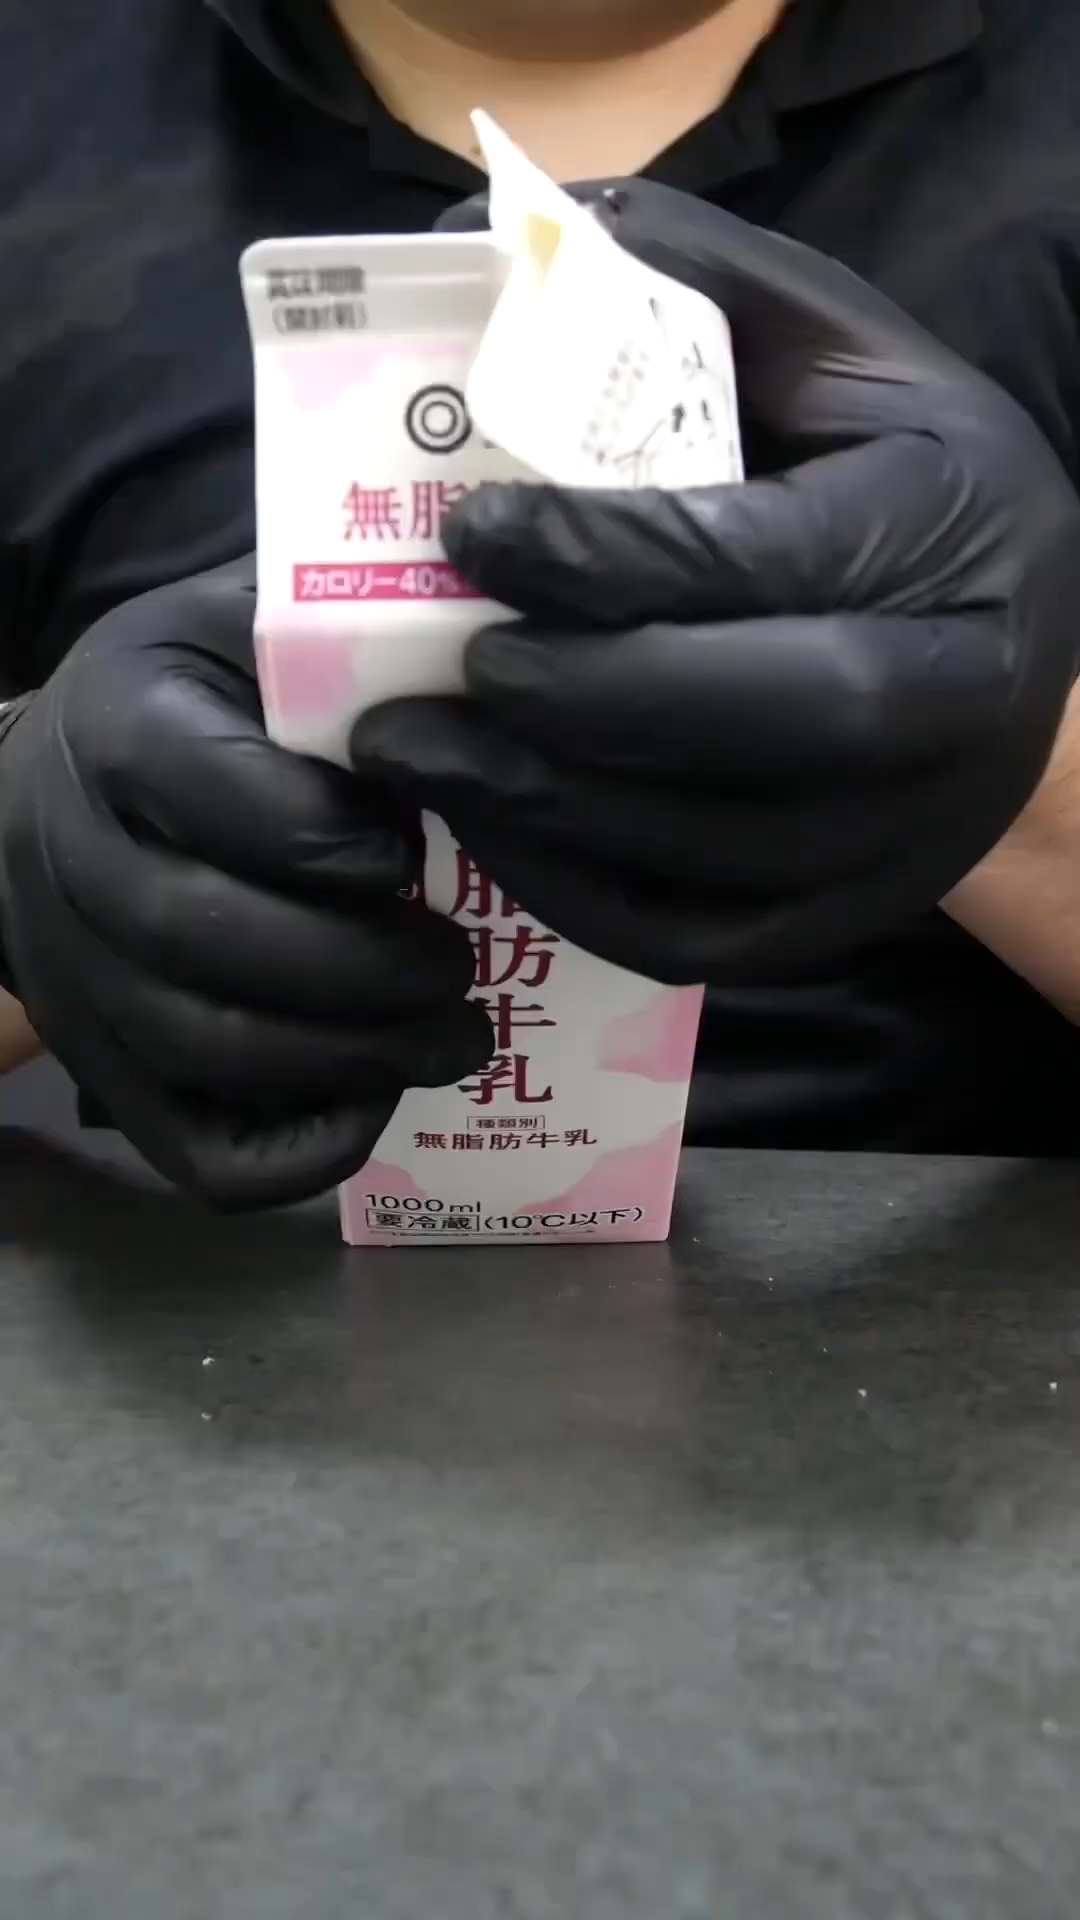 賞味期限
(開封前)
無脂
カロリー40%
脂
肪
牛
乳
種類別
無脂肪牛乳
1000ml
要冷蔵(10℃以下)